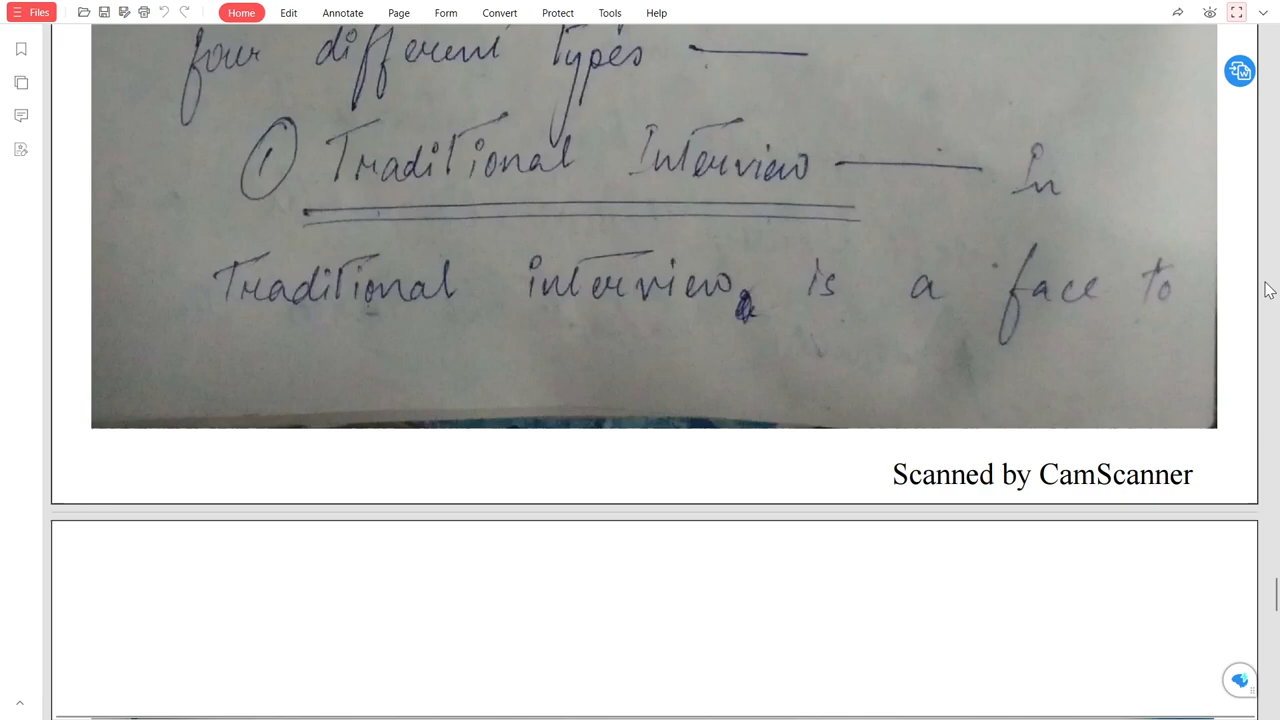 Files
Home Edit Annotate Page Form Convert Protect Tools Help
four different types —
① Traditional Interview — In
Traditional interview is a face to
Scanned by CamScanner